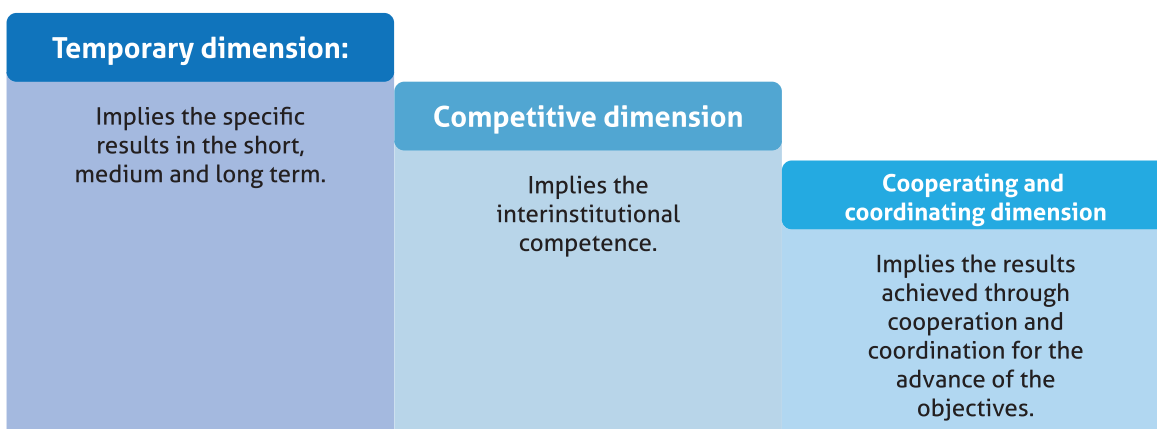 Temporary dimension:
Implies the specific
results in the short,
medium and long term.
Competitive dimension
Implies the
interinstitutional
competence.
Cooperating and
coordinating dimension
Implies the results
achieved through
cooperation and
coordination for the
advance of the
objectives.